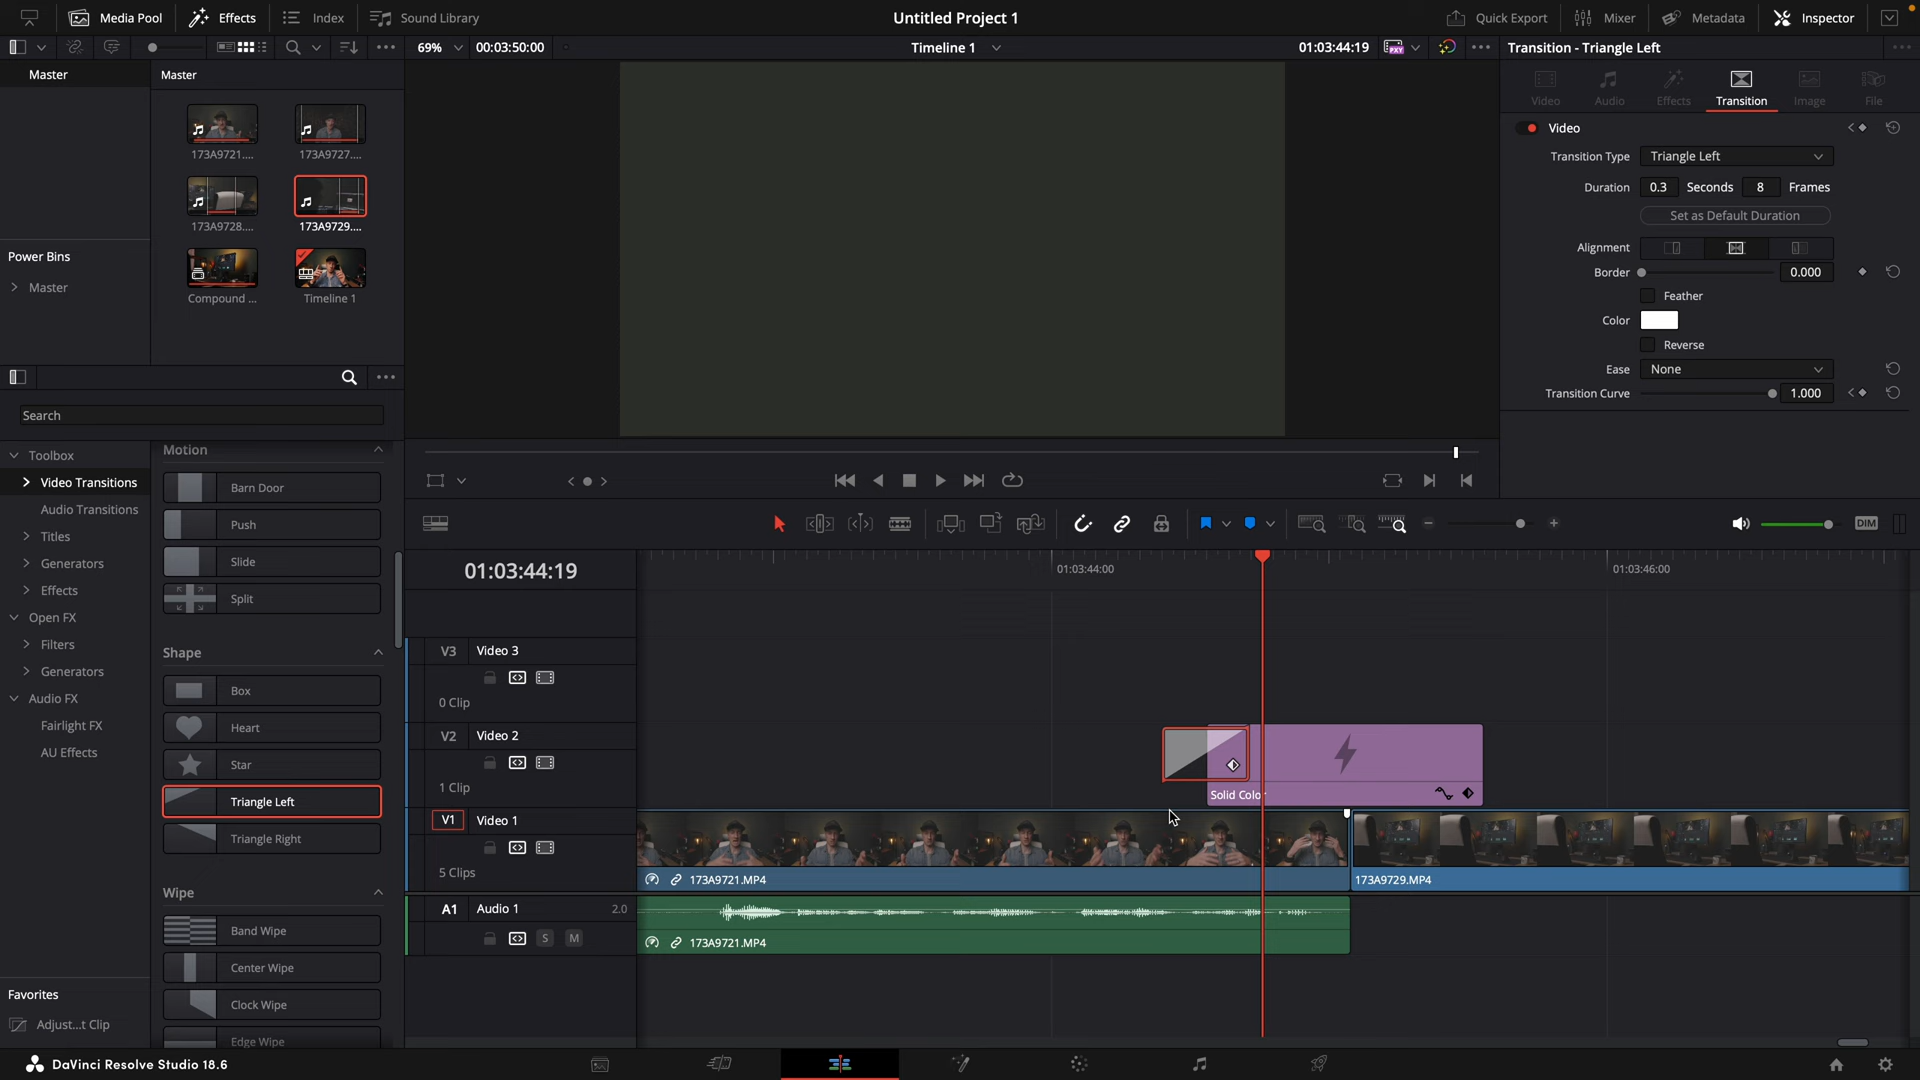 Media Pool
Effects
Index
Sound Library
Untitled Project 1
Quick Export
Mixer
Metadata
Inspector
69%
00:03:50:00
Timeline 1
01:03:44:19
PXY
Transition - Triangle Left
Master
Master
173A9721....
173A9727....
173A9728....
173A9729....
Compound ...
Timeline 1
Power Bins
Master
Video
Audio
Effects
Transition
Image
File
Video
Transition Type
Triangle Left
Duration
0.3
Seconds
8
Frames
Set as Default Duration
Alignment
Border
0.000
Feather
Color
Reverse
Ease
None
Transition Curve
1.000
Search
Toolbox
Video Transitions
Audio Transitions
Titles
Generators
Effects
Open FX
Filters
Generators
Audio FX
Fairlight FX
AU Effects
Favorites
Adjust...t Clip
Motion
Barn Door
Push
Slide
Split
Shape
Box
Heart
Star
Triangle Left
Triangle Right
Wipe
Band Wipe
Center Wipe
Clock Wipe
Edge Wipe
DIM
01:03:44:19
01:03:44:00
01:03:46:00
V3
Video 3
0 Clip
V2
Video 2
1 Clip
Solid Color
V1
Video 1
5 Clips
173A9721.MP4
173A9729.MP4
A1
Audio 1
2.0
S
M
173A9721.MP4
DaVinci Resolve Studio 18.6